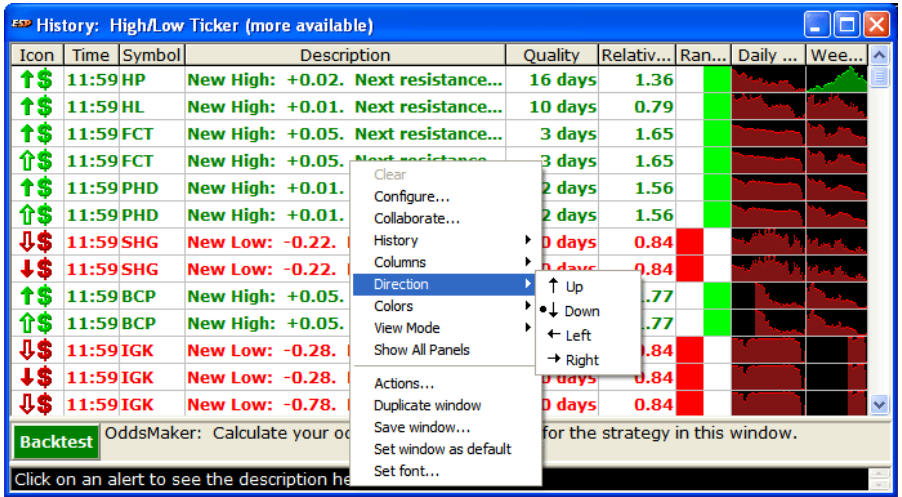 ESP History: High/Low Ticker (more available)
Icon Time Symbol Description Quality Relativ... Ran... Daily ... Wee...
$ 11:59 HP New High: +0.02. Next resistance... 16 days 1.36
$ 11:59 HL New High: +0.01. Next resistance... 10 days 0.79
$ 11:59 FCT New High: +0.05. Next resistance... 3 days 1.65
$ 11:59 FCT New High: +0.05. 3 days 1.65
$ 11:59 PHD New High: +0.01. 2 days 1.56
$ 11:59 PHD New High: +0.01. 2 days 1.56
$ 11:59 SHG New Low: -0.22. 0 days 0.84
$ 11:59 SHG New Low: -0.22. 0.84
$ 11:59 BCP New High: +0.05. .77
$ 11:59 BCP New High: +0.05. .77
$ 11:59 IGK New Low: -0.28. .84
$ 11:59 IGK New Low: -0.28. 0 days 0.84
$ 11:59 IGK New Low: -0.78. 0 days 0.84
Clear
Configure...
Collaborate...
History
Columns
Direction
Colors
View Mode
Show All Panels
Actions...
Duplicate window
Save window...
Set window as default
Set font...
↑ Up
•↓ Down
← Left
→ Right
Backtest OddsMaker: Calculate your for the strategy in this window.
Click on an alert to see the description